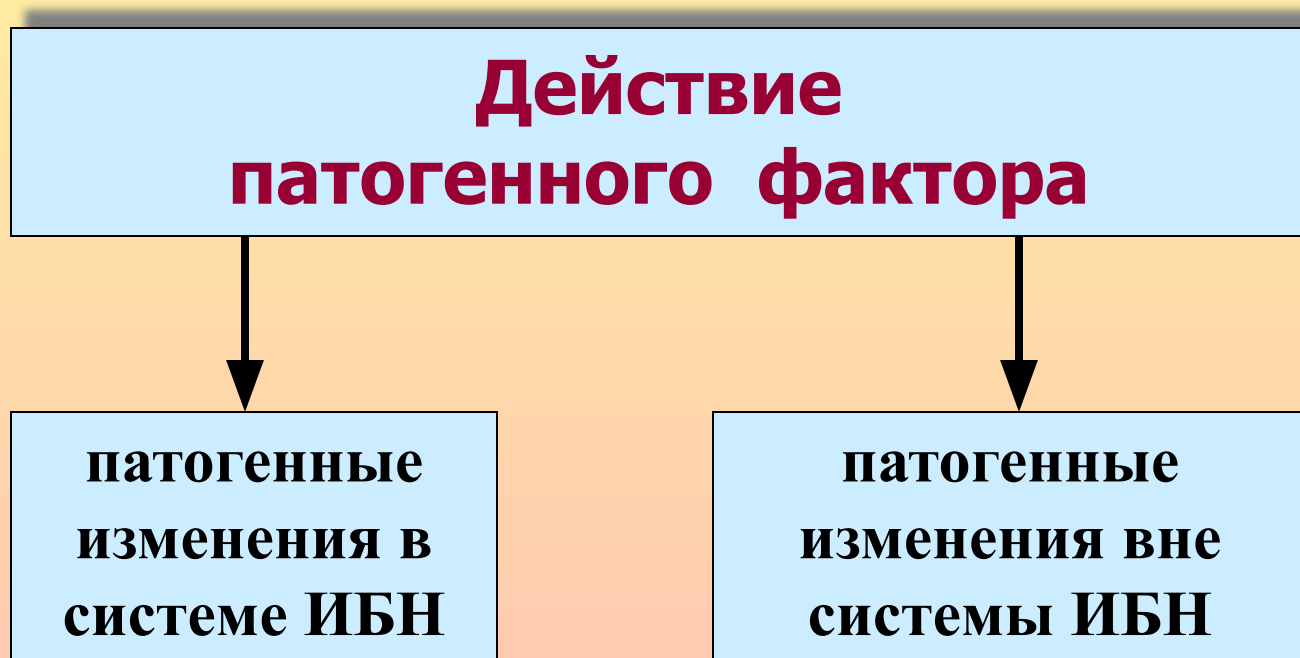 Действие
патогенного фактора
патогенные
изменения в
системе ИБН
патогенные
изменения вне
системы ИБН